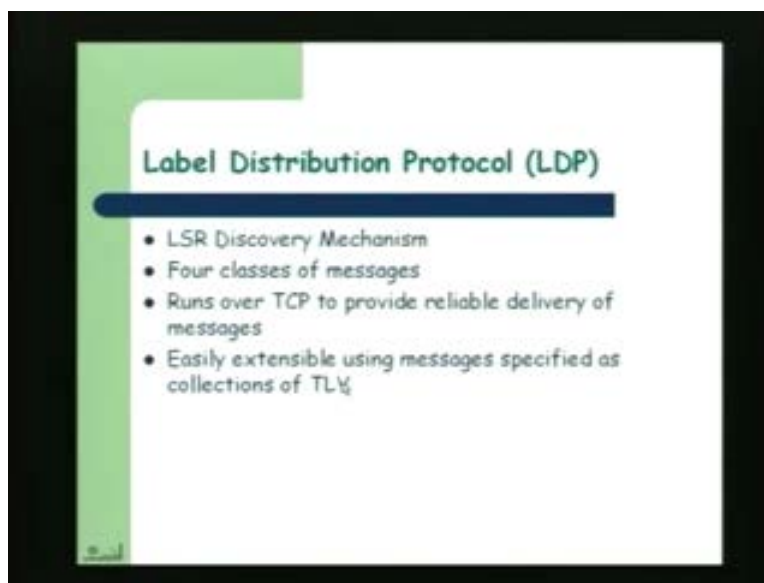 Label Distribution Protocol (LDP)
LSR Discovery Mechanism
Four classes of messages
Runs over TCP to provide reliable delivery of
messages
Easily extensible using messages specified as
collections of